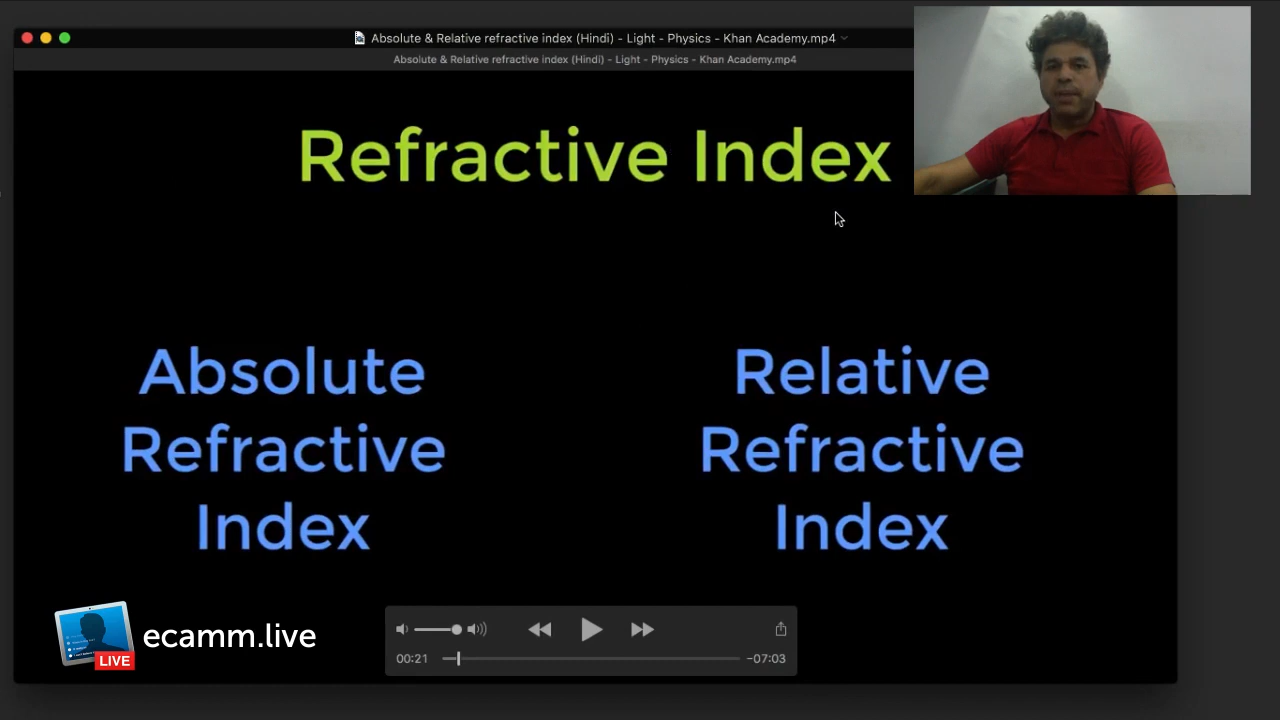 Absolute & Relative refractive index (Hindi) - Light - Physics - Khan Academy.mp4
Absolute & Relative refractive index (Hindi) - Light - Physics - Khan Academy.mp4
Refractive Index
Absolute
Refractive
Index
Relative
Refractive
Index
LIVE
ecamm.live
00:21
−07:03